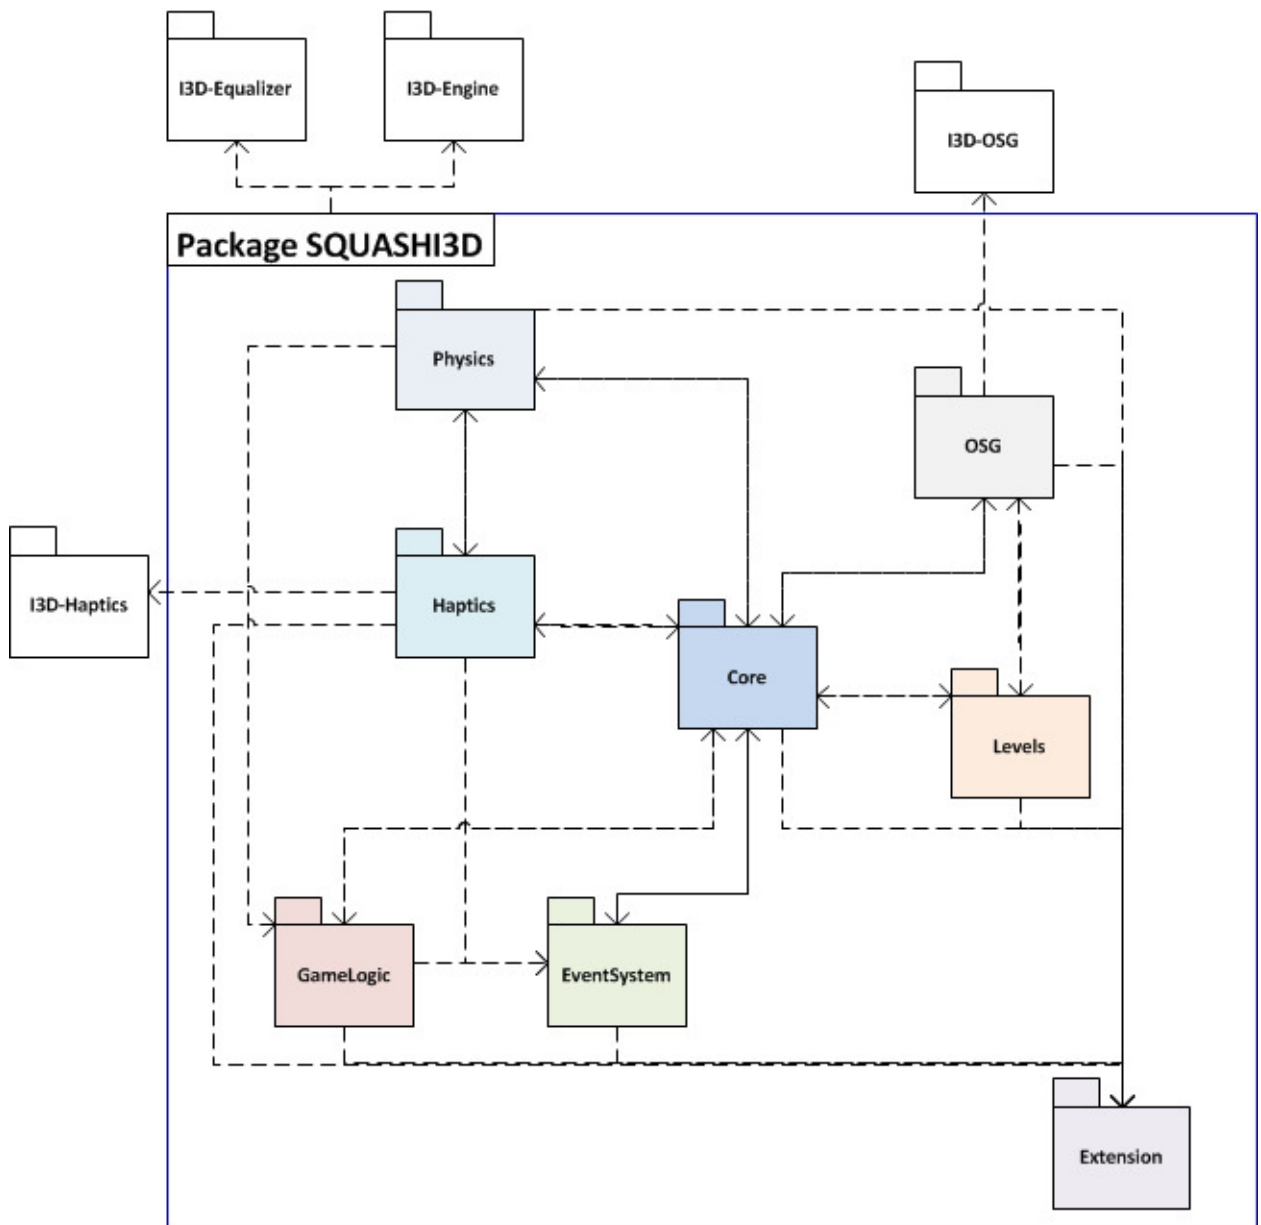 I3D-Equalizer
I3D-Engine
I3D-OSG
Package SQUASHI3D
Physics
OSG
I3D-Haptics
Haptics
Core
Levels
GameLogic
EventSystem
Extension